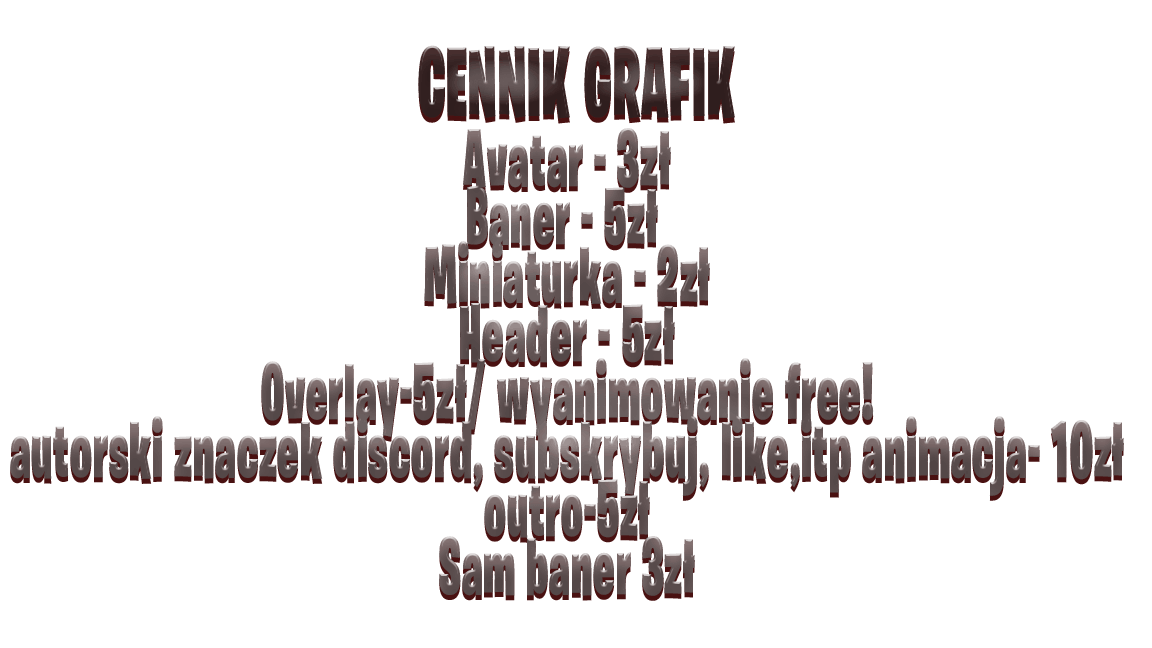 CENNIK GRAFIK
Avatar - 3zł
Baner - 5zł
Miniaturka - 2zł
Header - 5zł
Overlay-5zł/ wyanimowanie free!
autorski znaczek discord, subskrybuj, like,itp animacja- 10zł
outro-5zł
Sam baner 3zł